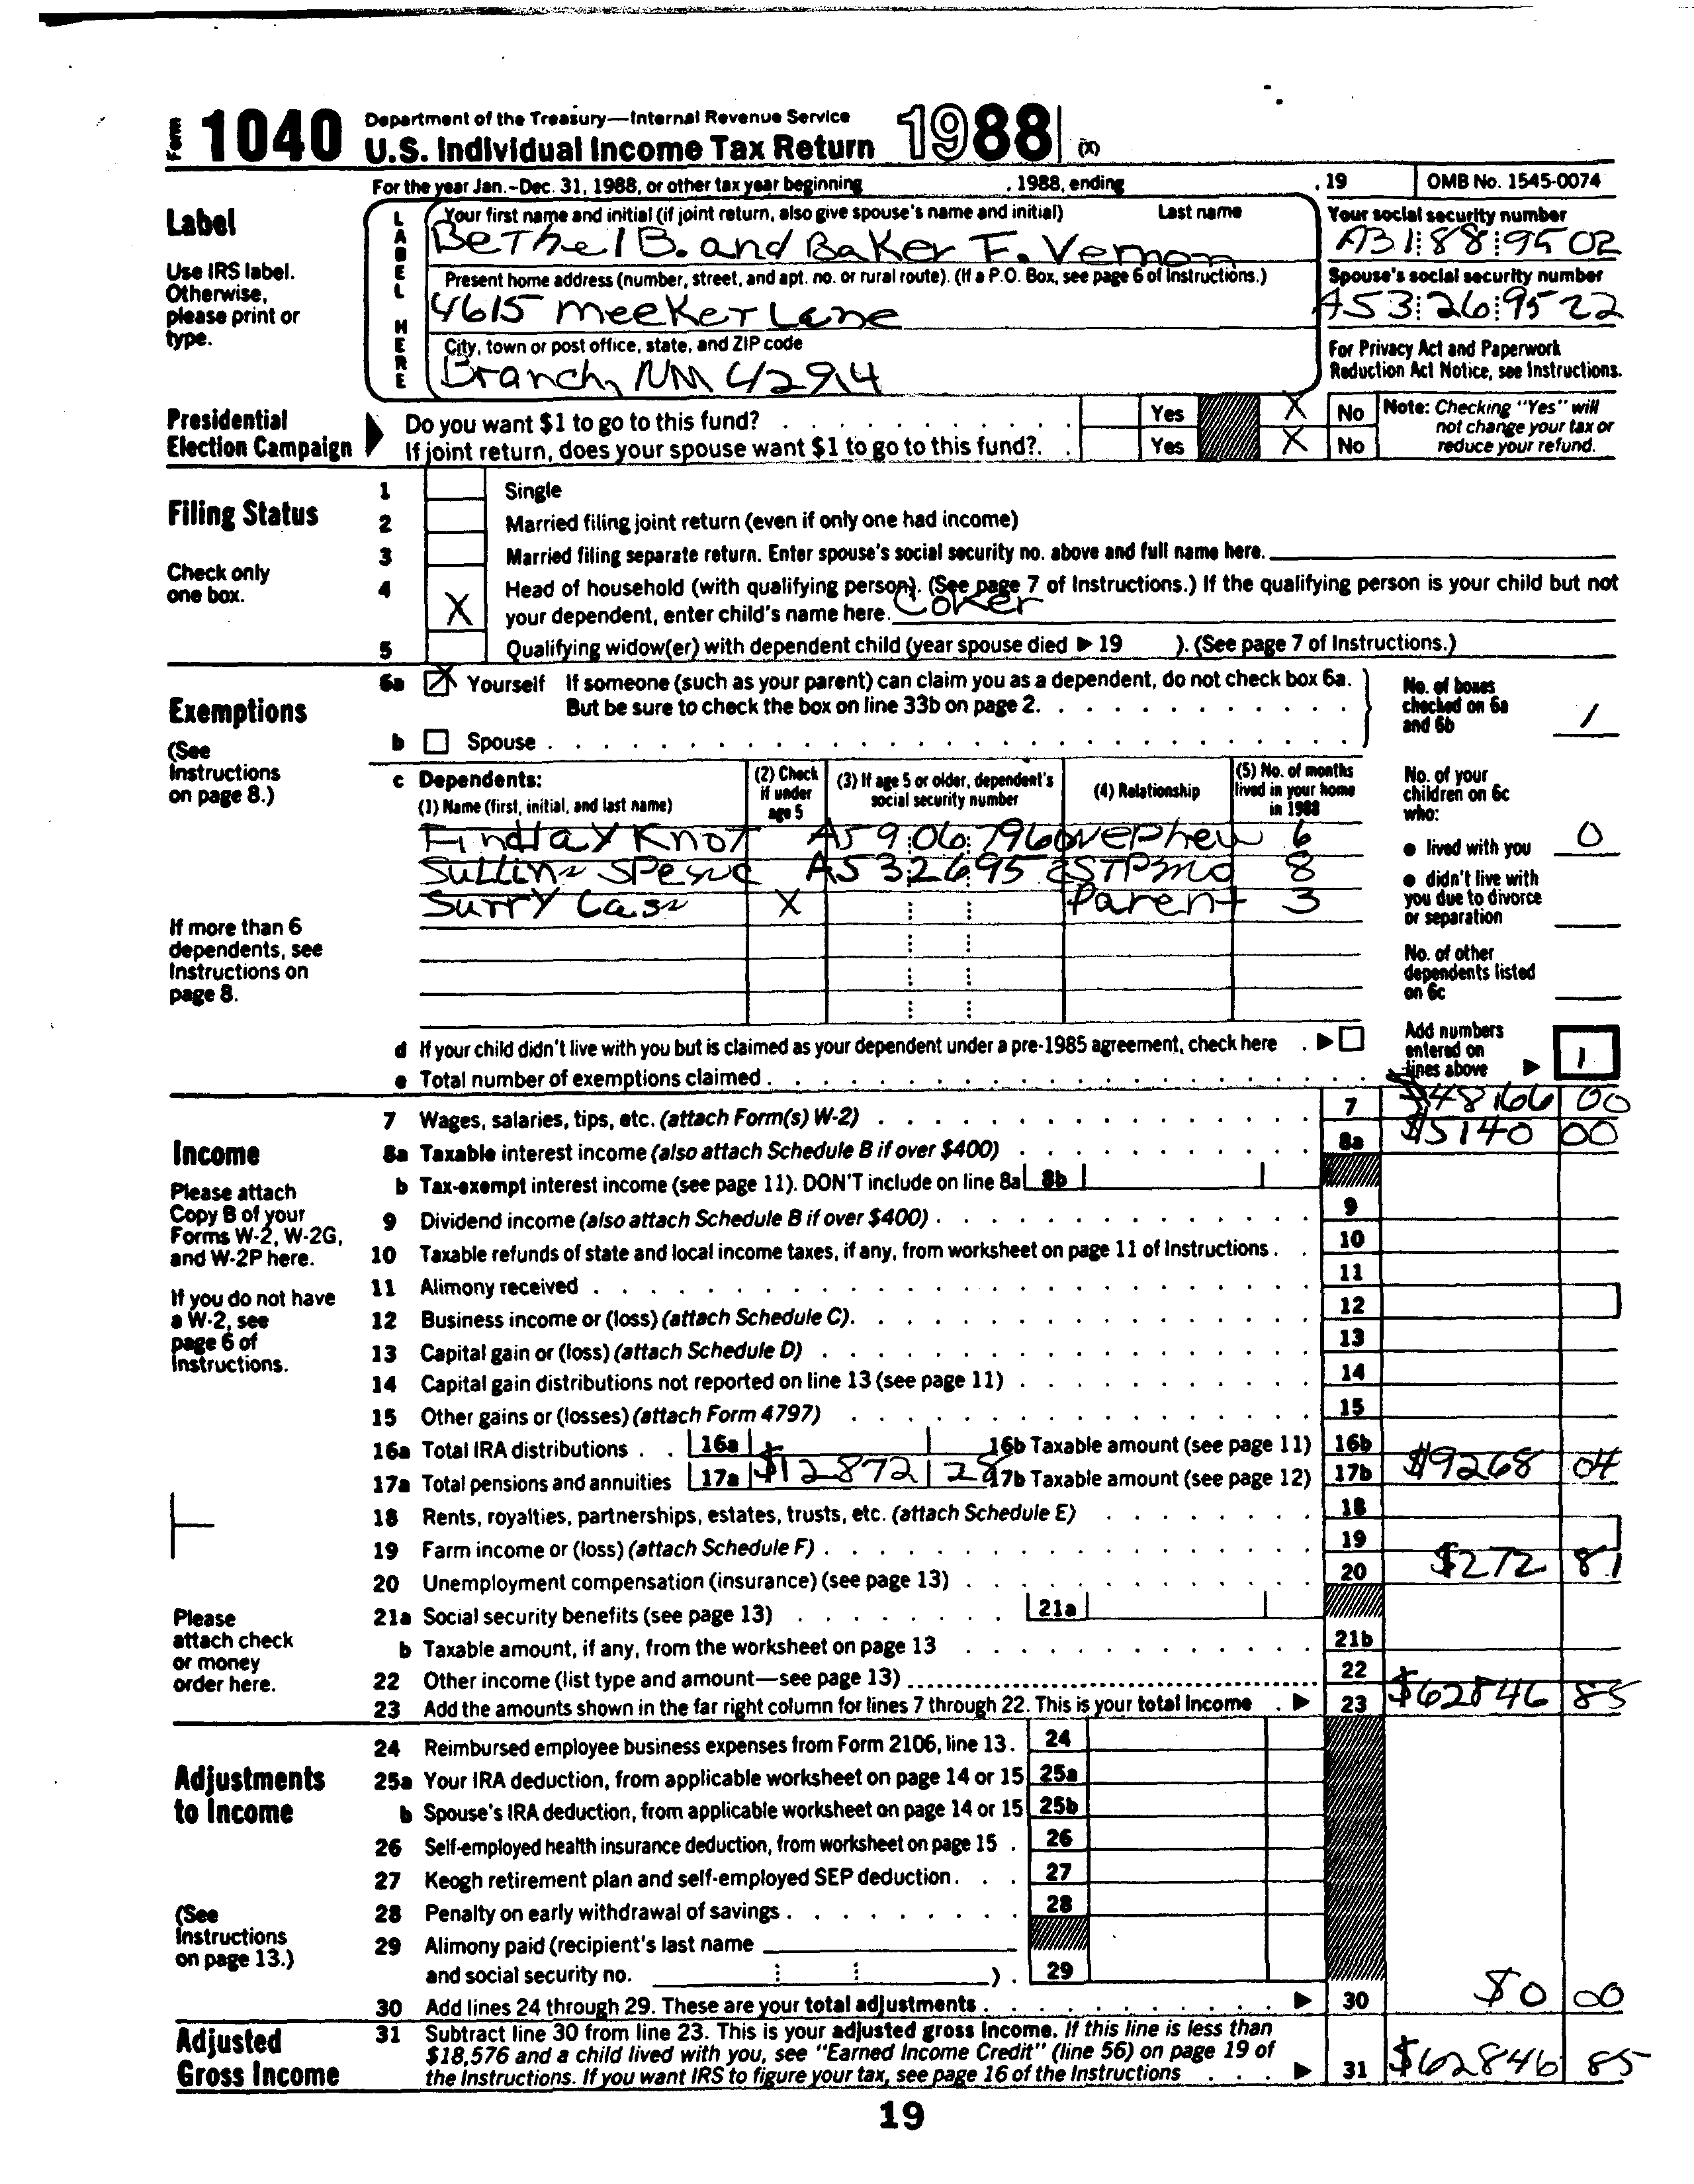 Form 1040 Department of the Treasury—Internal Revenue Service
U.S. Individual Income Tax Return 1988 (X)
For the year Jan.-Dec. 31, 1988, or other tax year beginning , 1988, ending , 19 OMB No. 1545-0074
Label
Use IRS label. Otherwise, please print or type.
LABEL HERE
Your first name and initial (if joint return, also give spouse's name and initial) Last name
Bethel B. and Baker F. Vernon
Your social security number
A31 88 9502
Present home address (number, street, and apt. no. or rural route). (If a P.O. Box, see page 6 of Instructions.)
4615 Meeker Lane
Spouse's social security number
A53 26 9522
City, town or post office, state, and ZIP code
Branch, NM 42914
For Privacy Act and Paperwork Reduction Act Notice, see Instructions.
Presidential Election Campaign
Do you want $1 to go to this fund? Yes X No
If joint return, does your spouse want $1 to go to this fund?. Yes X No
Note: Checking "Yes" will not change your tax or reduce your refund.
Filing Status
Check only one box.
1 Single
2 Married filing joint return (even if only one had income)
3 Married filing separate return. Enter spouse's social security no. above and full name here.
4 X Head of household (with qualifying person). (See page 7 of Instructions.) If the qualifying person is your child but not
your dependent, enter child's name here. Coker
5 Qualifying widow(er) with dependent child (year spouse died ▶ 19 ). (See page 7 of Instructions.)
Exemptions
(See Instructions on page 8.)
6a X Yourself If someone (such as your parent) can claim you as a dependent, do not check box 6a.
But be sure to check the box on line 33b on page 2.
b Spouse
No. of boxes checked on 6a and 6b 1
c Dependents:
(1) Name (first, initial, and last name)
(2) Check if under age 5
(3) If age 5 or older, dependent's social security number
(4) Relationship
(5) No. of months lived in your home in 1988
Findlay Knot A59 06 7960 Nephew 6
Sullins A53 26 95 8
Surry Cass X Parent 3
No. of your children on 6c who:
● lived with you 0
● didn't live with you due to divorce or separation
No. of other dependents listed on 6c
If more than 6 dependents, see Instructions on page 8.
d If your child didn't live with you but is claimed as your dependent under a pre-1985 agreement, check here . ▶
e Total number of exemptions claimed
Add numbers entered on lines above ▶ 1
Income
Please attach Copy B of your Forms W-2, W-2G, and W-2P here.
If you do not have a W-2, see page 6 of Instructions.
Please attach check or money order here.
7 Wages, salaries, tips, etc. (attach Form(s) W-2) 7 $48166 00
8a Taxable interest income (also attach Schedule B if over $400) 8a $5140 00
b Tax-exempt interest income (see page 11). DON'T include on line 8a 8b
9 Dividend income (also attach Schedule B if over $400) 9
10 Taxable refunds of state and local income taxes, if any, from worksheet on page 11 of Instructions 10
11 Alimony received 11
12 Business income or (loss) (attach Schedule C) 12
13 Capital gain or (loss) (attach Schedule D) 13
14 Capital gain distributions not reported on line 13 (see page 11) 14
15 Other gains or (losses) (attach Form 4797) 15
16a Total IRA distributions 16a 16b Taxable amount (see page 11) 16b
17a Total pensions and annuities 17a $12872 28 17b Taxable amount (see page 12) 17b $9268 04
18 Rents, royalties, partnerships, estates, trusts, etc. (attach Schedule E) 18
19 Farm income or (loss) (attach Schedule F) 19
20 Unemployment compensation (insurance) (see page 13) 20 $272 81
21a Social security benefits (see page 13) 21a
b Taxable amount, if any, from the worksheet on page 13 21b
22 Other income (list type and amount—see page 13) 22
23 Add the amounts shown in the far right column for lines 7 through 22. This is your total income . ▶ 23 $62846 85
Adjustments to Income
(See Instructions on page 13.)
24 Reimbursed employee business expenses from Form 2106, line 13 . 24
25a Your IRA deduction, from applicable worksheet on page 14 or 15 25a
b Spouse's IRA deduction, from applicable worksheet on page 14 or 15 25b
26 Self-employed health insurance deduction, from worksheet on page 15 . 26
27 Keogh retirement plan and self-employed SEP deduction 27
28 Penalty on early withdrawal of savings 28
29 Alimony paid (recipient's last name
and social security no. ) . 29
30 Add lines 24 through 29. These are your total adjustments ▶ 30 $0 00
Adjusted Gross Income
31 Subtract line 30 from line 23. This is your adjusted gross income. If this line is less than
$18,576 and a child lived with you, see "Earned Income Credit" (line 56) on page 19 of
the Instructions. If you want IRS to figure your tax, see page 16 of the Instructions ▶ 31 $62846 85
19